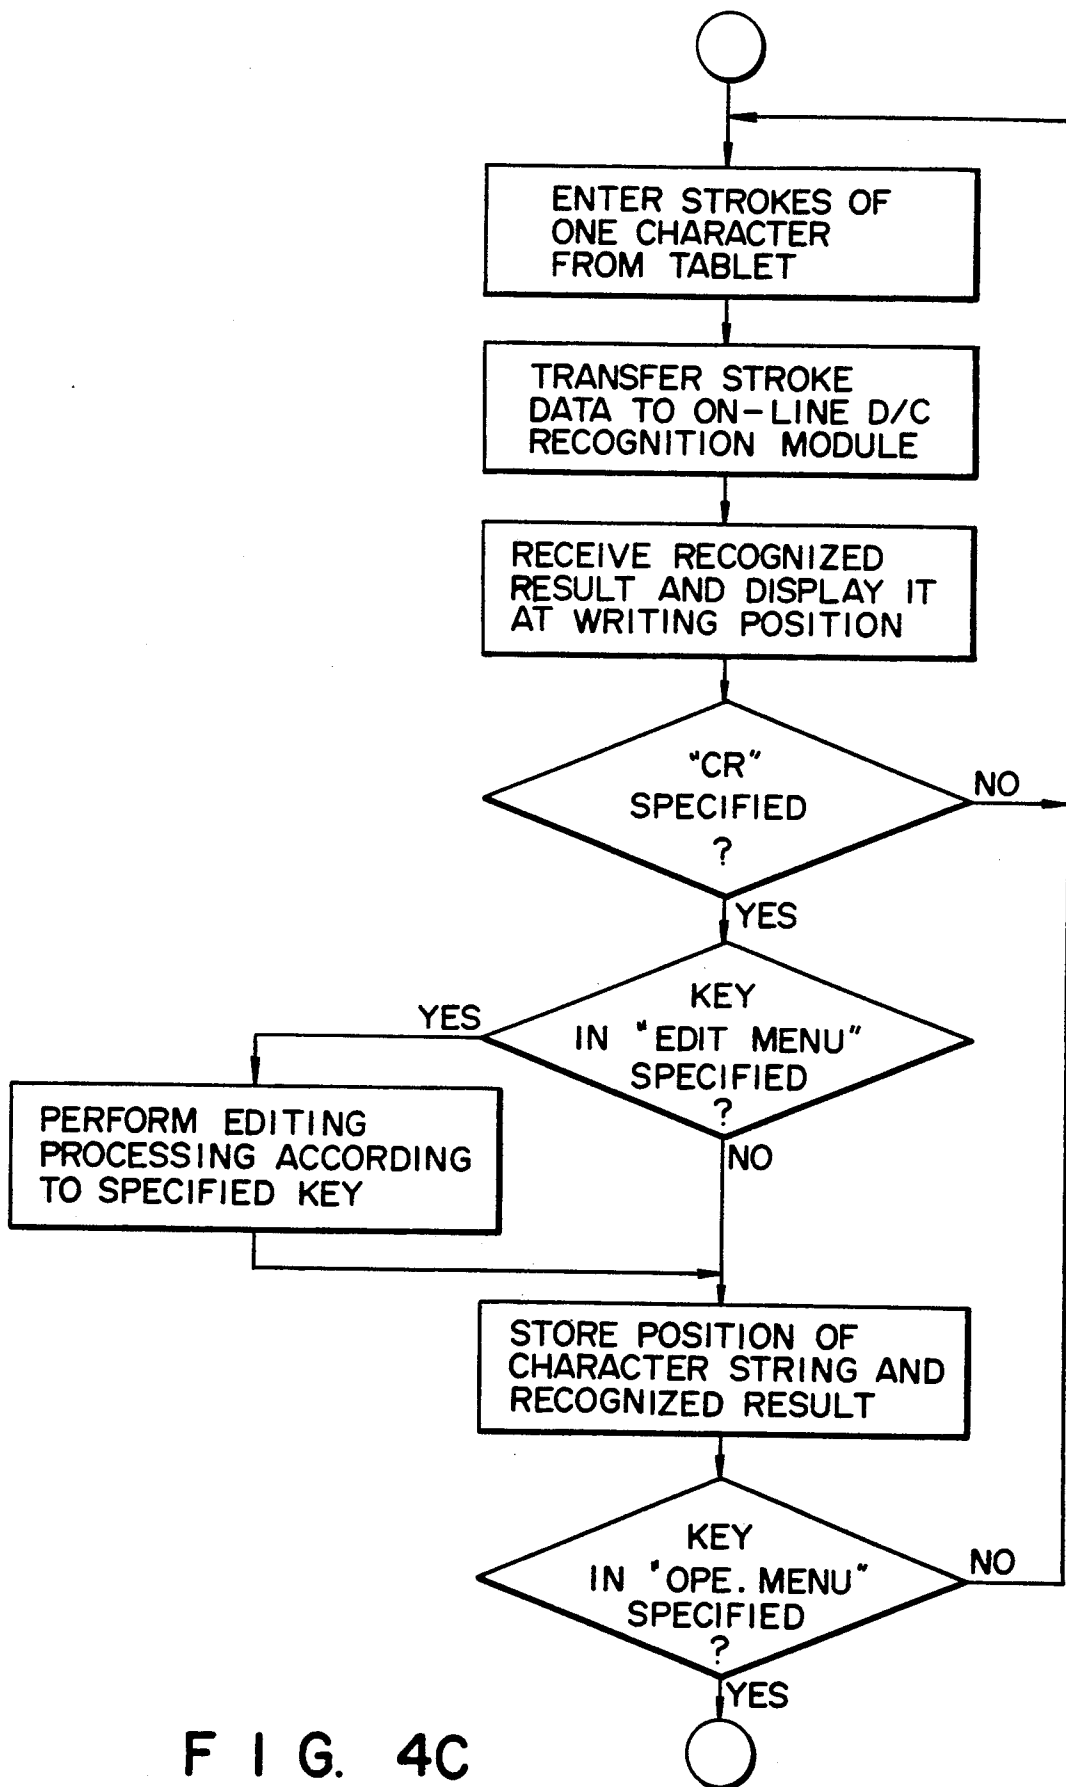 ENTER STROKES OF
ONE CHARACTER
FROM TABLET
TRANSFER STROKE
DATA TO ON-LINE D/C
RECOGNITION MODULE
RECEIVE RECOGNIZED
RESULT AND DISPLAY IT
AT WRITING POSITION
"CR"
SPECIFIED
?
NO
YES
KEY
IN "EDIT MENU"
SPECIFIED
?
YES
NO
PERFORM EDITING
PROCESSING ACCORDING
TO SPECIFIED KEY
STORE POSITION OF
CHARACTER STRING AND
RECOGNIZED RESULT
KEY
IN "OPE. MENU"
SPECIFIED
?
NO
YES
FIG. 4C